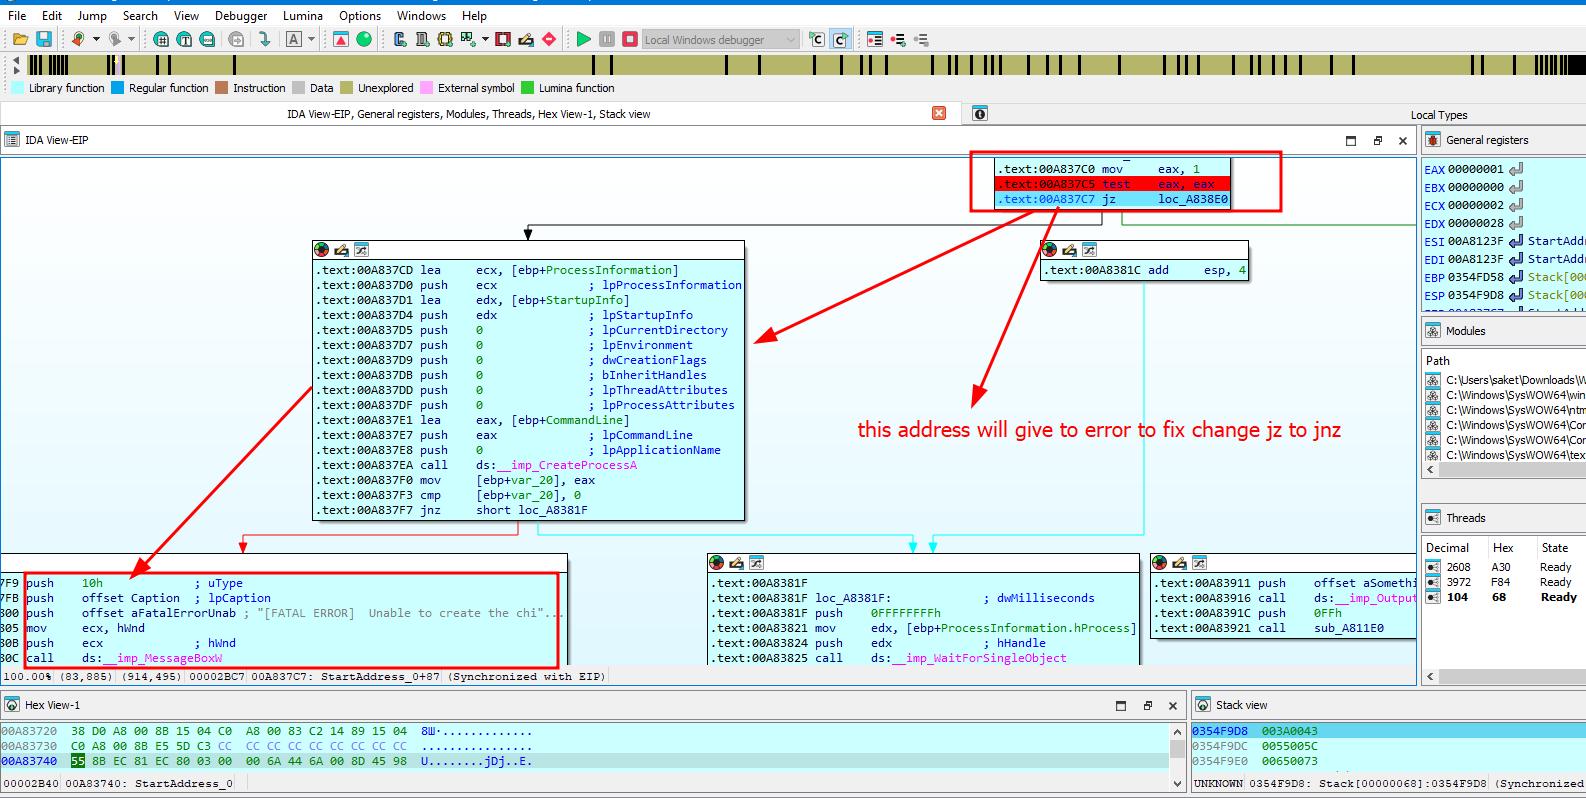 File Edit Jump Search View Debugger Lumina Options Windows Help
Local Windows debugger
Library function Regular function Instruction Data Unexplored External symbol Lumina function
IDA View-EIP, General registers, Modules, Threads, Hex View-1, Stack view
Local Types
IDA View-EIP
.text:00A837C0 mov eax, 1
.text:00A837C5 test eax, eax
.text:00A837C7 jz loc_A838E0
.text:00A837CD lea ecx, [ebp+ProcessInformation]
.text:00A837D0 push ecx ; lpProcessInformation
.text:00A837D1 lea edx, [ebp+StartupInfo]
.text:00A837D4 push edx ; lpStartupInfo
.text:00A837D5 push 0 ; lpCurrentDirectory
.text:00A837D7 push 0 ; lpEnvironment
.text:00A837D9 push 0 ; dwCreationFlags
.text:00A837DB push 0 ; bInheritHandles
.text:00A837DD push 0 ; lpThreadAttributes
.text:00A837DF push 0 ; lpProcessAttributes
.text:00A837E1 lea eax, [ebp+CommandLine]
.text:00A837E7 push eax ; lpCommandLine
.text:00A837E8 push 0 ; lpApplicationName
.text:00A837EA call ds:__imp_CreateProcessA
.text:00A837F0 mov [ebp+var_20], eax
.text:00A837F3 cmp [ebp+var_20], 0
.text:00A837F7 jnz short loc_A8381F
.text:00A8381C add esp, 4
this address will give to error to fix change jz to jnz
7F9 push 10h ; uType
7FB push offset Caption ; lpCaption
800 push offset aFatalErrorUnab ; "[FATAL ERROR]  Unable to create the chi"...
805 mov ecx, hWnd
80B push ecx ; hWnd
80C call ds:__imp_MessageBoxW
.text:00A8381F
.text:00A8381F loc_A8381F: ; dwMilliseconds
.text:00A8381F push 0FFFFFFFFh
.text:00A83821 mov edx, [ebp+ProcessInformation.hProcess]
.text:00A83824 push edx ; hHandle
.text:00A83825 call ds:__imp_WaitForSingleObject
.text:00A83911 push offset aSomethi
.text:00A83916 call ds:__imp_Output
.text:00A8391C push 0FFh
.text:00A83921 call sub_A811E0
100.00% (83,885) (914,495) 00002BC7 00A837C7: StartAddress_0+87 (Synchronized with EIP)
General registers
EAX 00000001
EBX 00000000
ECX 00000002
EDX 00000028
ESI 00A8123F StartAddr
EDI 00A8123F StartAddr
EBP 0354FD58 Stack[000
ESP 0354F9D8 Stack[000
Modules
Path
C:\Users\saket\Downloads\W
C:\Windows\SysWOW64\win
C:\Windows\SysWOW64\ntm
C:\Windows\SysWOW64\Cor
C:\Windows\SysWOW64\Cor
C:\Windows\SysWOW64\tex
Threads
Decimal Hex State
2608 A30 Ready
3972 F84 Ready
104 68 Ready
Hex View-1
00A83720 38 D0 A8 00 8B 15 04 C0 A8 00 83 C2 14 89 15 04 8Ш·.............
00A83730 C0 A8 00 8B E5 5D C3 CC CC CC CC CC CC CC CC CC ................
00A83740 55 8B EC 81 EC 80 03 00 00 6A 44 6A 00 8D 45 98 U........jDj..E.
00002B40 00A83740: StartAddress_0
Stack view
0354F9D8 003A0043
0354F9DC 0055005C
0354F9E0 00650073
UNKNOWN 0354F9D8: Stack[00000068]:0354F9D8 (Synchronized